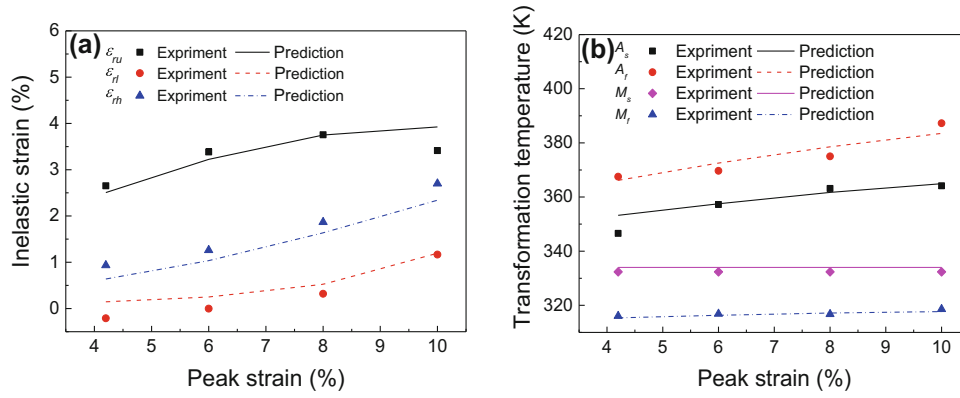 (a)
ε_ru Expriment Prediction
ε_rl Expriment Prediction
ε_rh Expriment Prediction
Inelastic strain (%)
6
5
4
3
2
1
0
4 5 6 7 8 9 10
Peak strain (%)
(b)
A_s Expriment Prediction
A_f Expriment Prediction
M_s Expriment Prediction
M_f Expriment Prediction
Transformation temperature (K)
420
400
380
360
340
320
4 5 6 7 8 9 10
Peak strain (%)